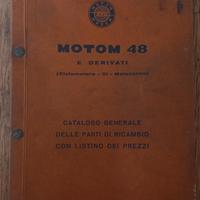 MOTOM 48
E DERIVATI
CATALOGO GENERALE
DELLE PARTI DI RICAMBIO
CON LISTINO DEI PREZZI